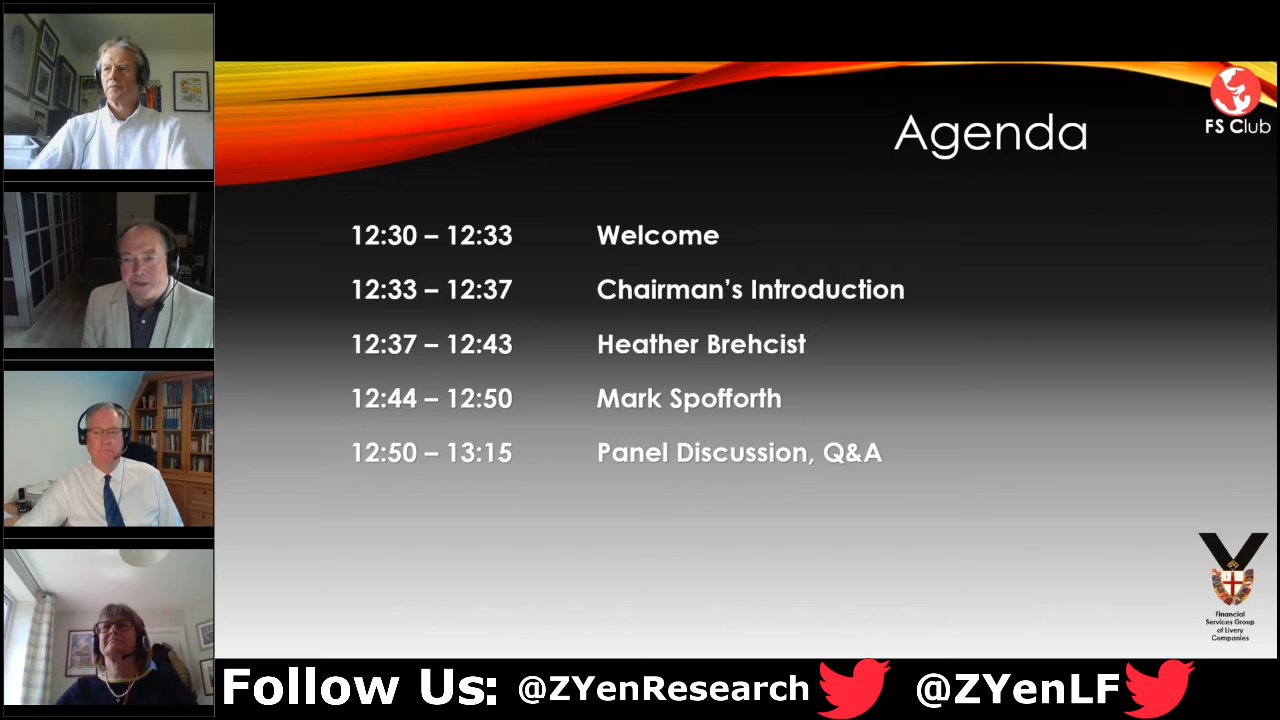 Agenda
FS Club
12:30 – 12:33 Welcome
12:33 – 12:37 Chairman’s Introduction
12:37 – 12:43 Heather Brehcist
12:44 – 12:50 Mark Spofforth
12:50 – 13:15 Panel Discussion, Q&A
Financial
Services Group
of Livery
Companies
Follow Us: @ZYenResearch @ZYenLF